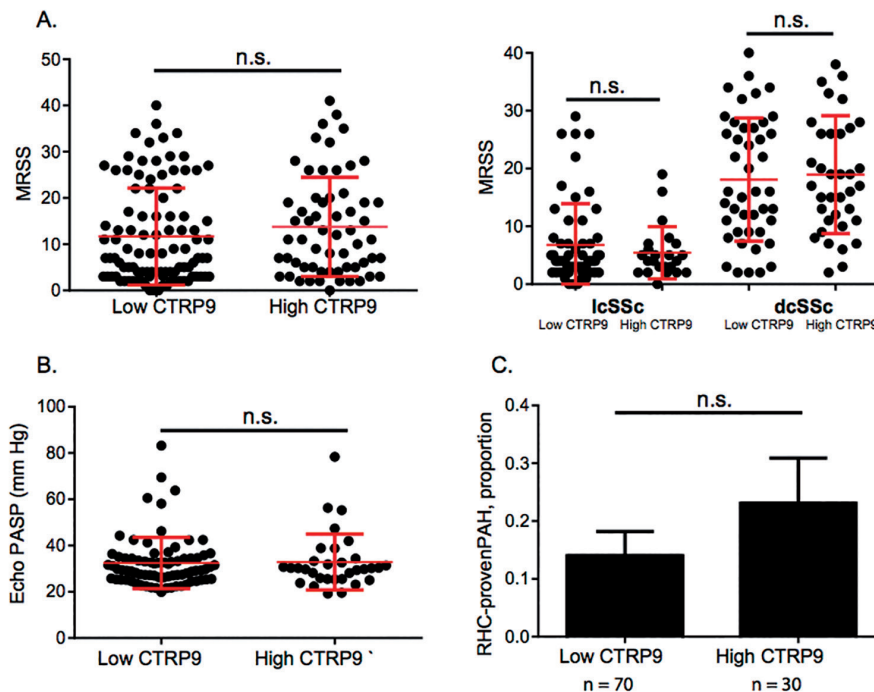 A.
n.s.
50
40
30
20
10
0
MRSS
Low CTRP9 High CTRP9
n.s.
n.s.
40
30
20
10
0
MRSS
lcSSc dcSSc
Low CTRP9 High CTRP9 Low CTRP9 High CTRP9
B.
n.s.
100
80
60
40
20
0
Echo PASP (mm Hg)
Low CTRP9 High CTRP9 `
C.
n.s.
0.4
0.3
0.2
0.1
0.0
RHC-provenPAH, proportion
Low CTRP9 High CTRP9
n = 70 n = 30